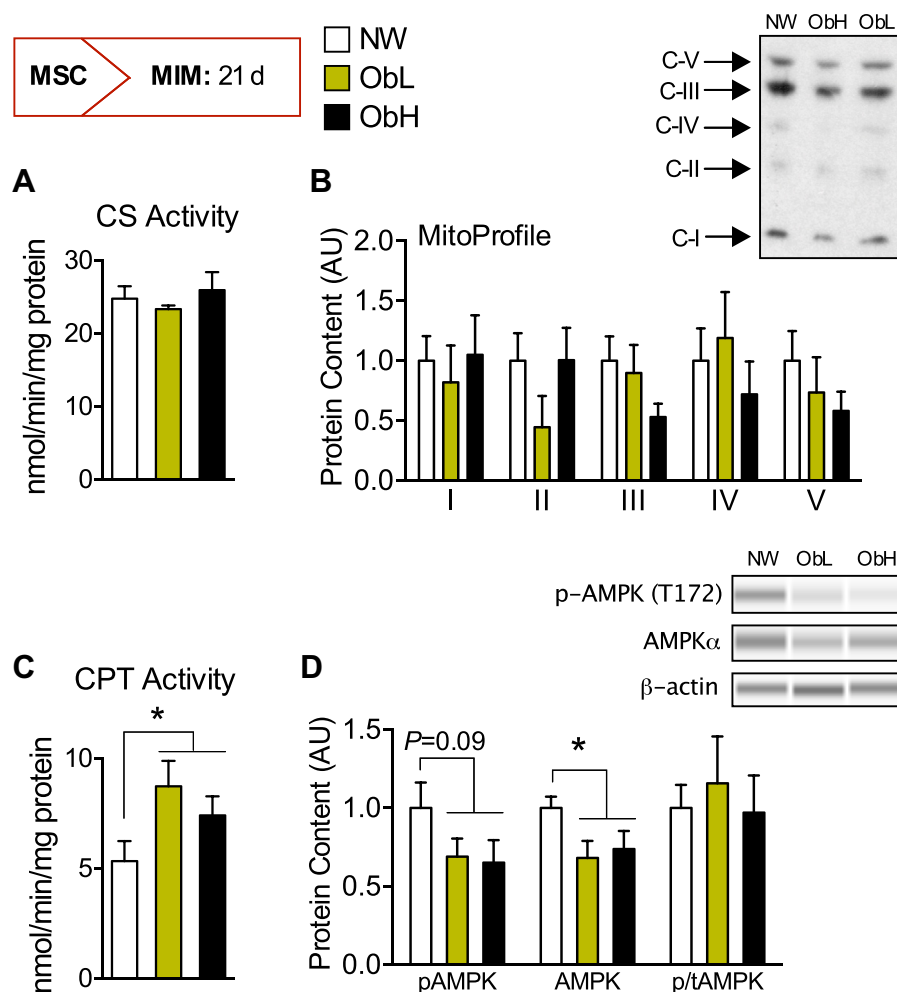 MSC
MIM: 21 d
NW
ObL
ObH
NW ObH ObL
C-V
C-III
C-IV
C-II
C-I
A
CS Activity
nmol/min/mg protein
30
20
10
0
B
MitoProfile
Protein Content (AU)
2.0
1.5
1.0
0.5
0.0
I II III IV V
NW ObL ObH
p-AMPK (T172)
AMPKα
β-actin
C
CPT Activity
*
nmol/min/mg protein
10
5
0
D
Protein Content (AU)
1.5
1.0
0.5
0.0
P=0.09
*
pAMPK AMPK p/tAMPK